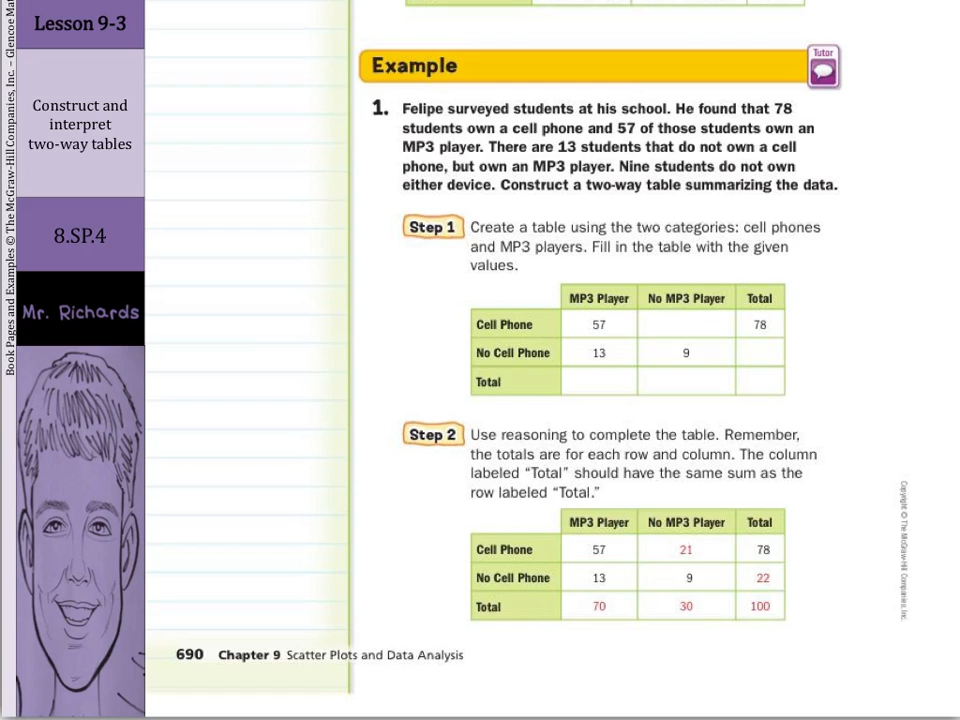 Lesson 9-3
Construct and
interpret
two-way tables
8.SP.4
Mr. Richards
Book Pages and Examples © The McGraw-Hill Companies, Inc. – Glencoe
Example
Tutor
1. Felipe surveyed students at his school. He found that 78
students own a cell phone and 57 of those students own an
MP3 player. There are 13 students that do not own a cell
phone, but own an MP3 player. Nine students do not own
either device. Construct a two-way table summarizing the data.
Step 1 Create a table using the two categories: cell phones
and MP3 players. Fill in the table with the given
values.
MP3 Player No MP3 Player Total
Cell Phone 57 78
No Cell Phone 13 9
Total
Step 2 Use reasoning to complete the table. Remember,
the totals are for each row and column. The column
labeled “Total” should have the same sum as the
row labeled “Total.”
MP3 Player No MP3 Player Total
Cell Phone 57 21 78
No Cell Phone 13 9 22
Total 70 30 100
Copyright © The McGraw-Hill Companies, Inc.
690 Chapter 9 Scatter Plots and Data Analysis